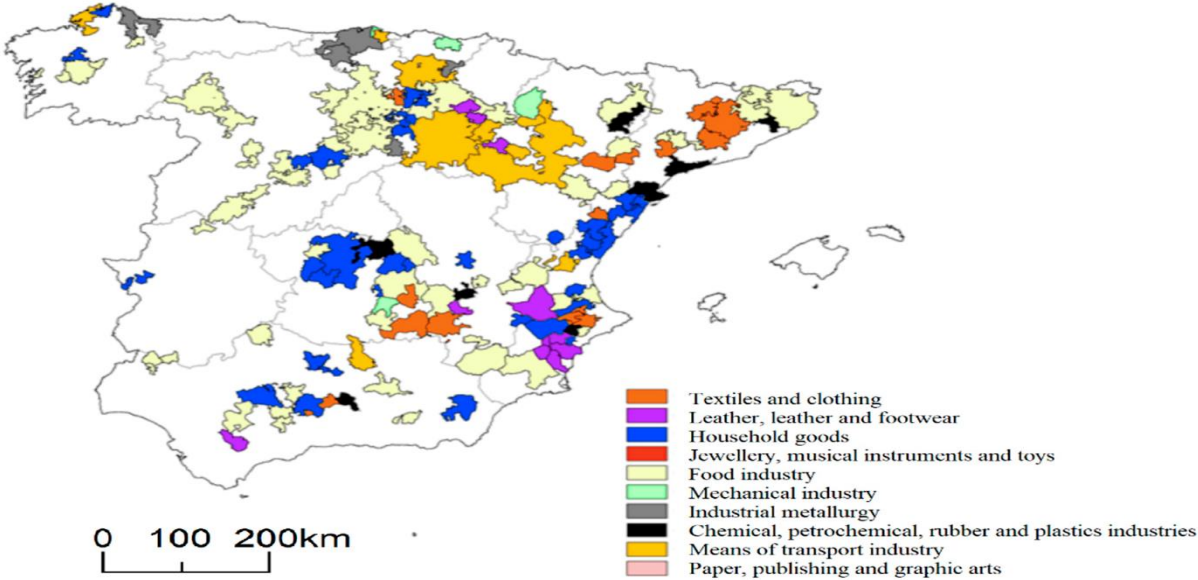 Textiles and clothing
Leather, leather and footwear
Household goods
Jewellery, musical instruments and toys
Food industry
Mechanical industry
Industrial metallurgy
Chemical, petrochemical, rubber and plastics industries
Means of transport industry
Paper, publishing and graphic arts
0 100 200km